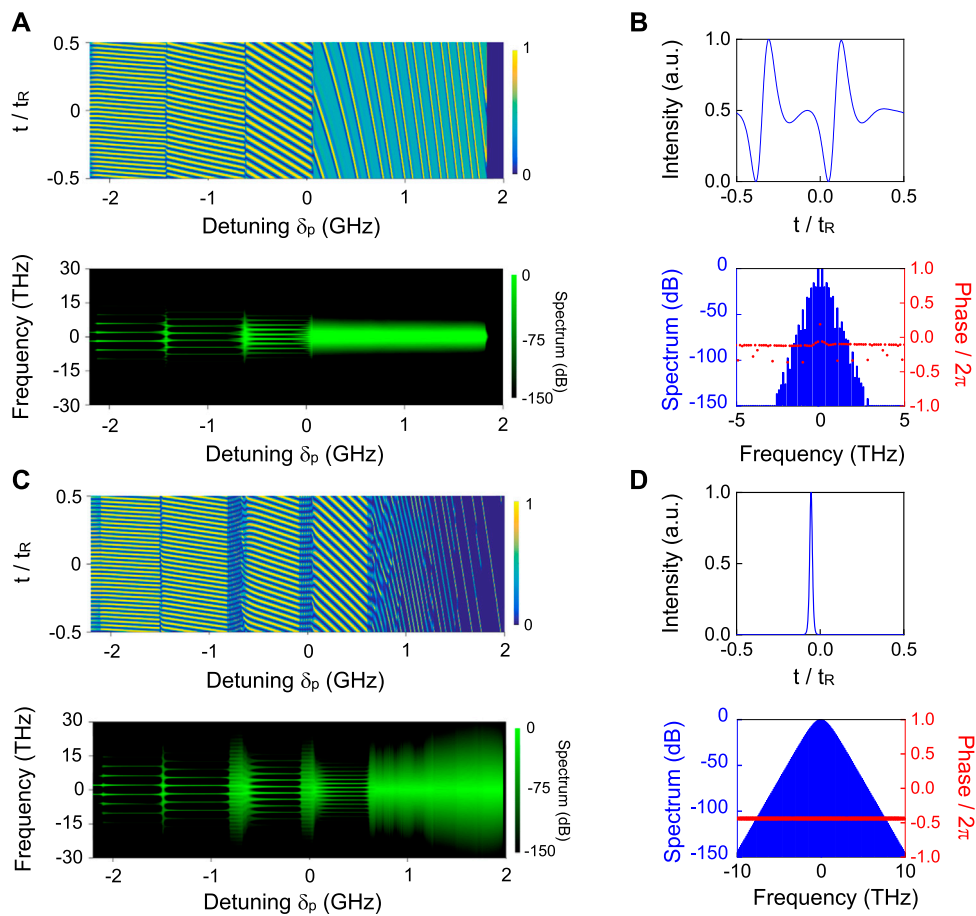 A
0.5
0
-0.5
t / tR
-2 -1 0 1 2
Detuning δp (GHz)
1
0
30
15
0
-15
-30
Frequency (THz)
-2 -1 0 1 2
Detuning δp (GHz)
0
-75
-150
Spectrum (dB)
B
1.0
0.5
0.0
Intensity (a.u.)
-0.5 0.0 0.5
t / tR
0
-50
-100
-150
Spectrum (dB)
1.0
0.5
0.0
-0.5
-1.0
Phase / 2π
-5 0 5
Frequency (THz)
C
0.5
0
-0.5
t / tR
-2 -1 0 1 2
Detuning δp (GHz)
1
0
30
15
0
-15
-30
Frequency (THz)
-2 -1 0 1 2
Detuning δp (GHz)
0
-75
-150
Spectrum (dB)
D
1.0
0.5
0.0
Intensity (a.u.)
-0.5 0.0 0.5
t / tR
0
-50
-100
-150
Spectrum (dB)
1.0
0.5
0.0
-0.5
-1.0
Phase / 2π
-10 0 10
Frequency (THz)